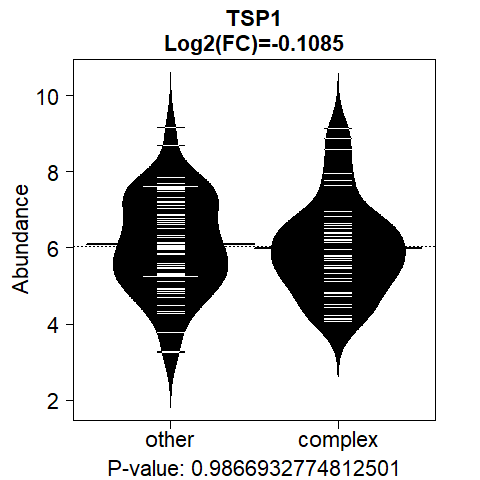 TSP1
Log2(FC)=-0.1085
10
8
6
4
2
Abundance
other complex
P-value: 0.9866932774812501